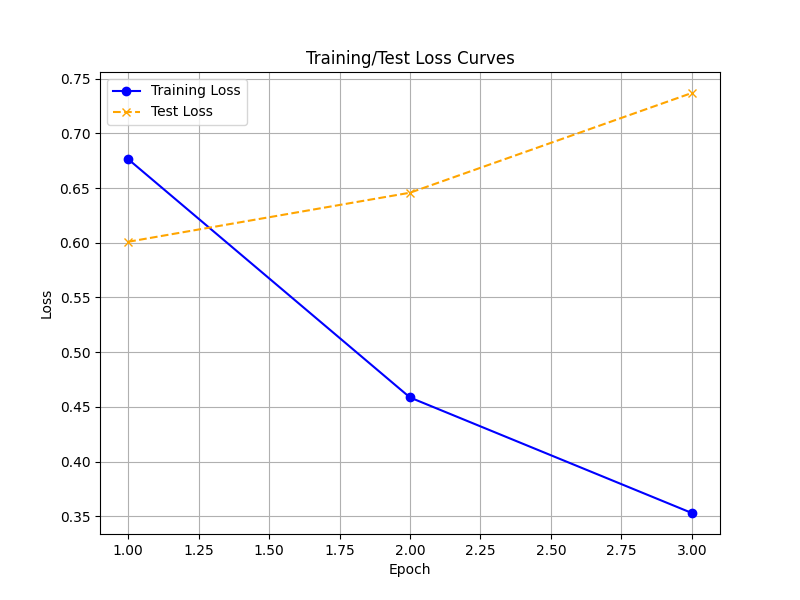 Training/Test Loss Curves
Training Loss
Test Loss
0.75
0.70
0.65
0.60
0.55
0.50
0.45
0.40
0.35
Loss
1.00 1.25 1.50 1.75 2.00 2.25 2.50 2.75 3.00
Epoch